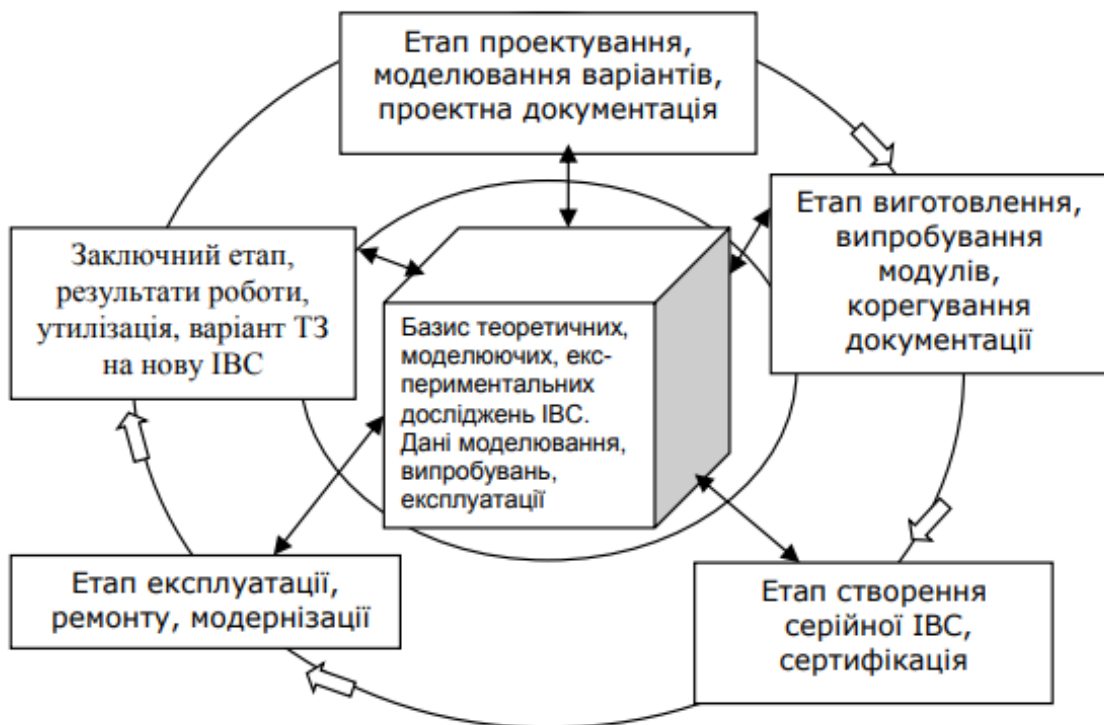 Етап проектування,
моделювання варіантів,
проектна документація
Етап виготовлення,
випробування
модулів,
корегування
документації
Заключний етап,
результати роботи,
утилізація, варіант ТЗ
на нову ІВС
Базис теоретичних,
моделюючих, екс-
периментальних
досліджень ІВС.
Дані моделювання,
випробувань,
експлуатації
Етап експлуатації,
ремонту, модернізації
Етап створення
серійної ІВС,
сертифікація